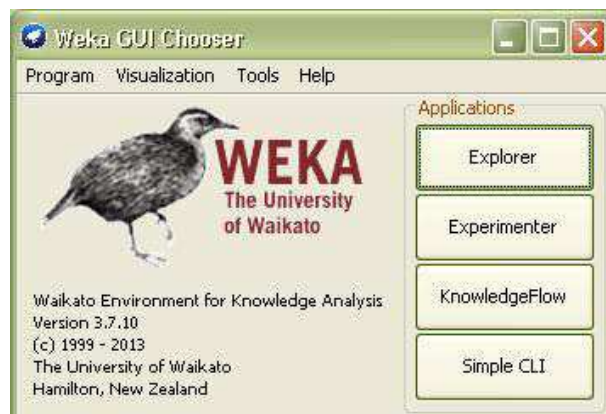 Weka GUI Chooser
Program Visualization Tools Help
WEKA
The University
of Waikato
Waikato Environment for Knowledge Analysis
Version 3.7.10
(c) 1999 - 2013
The University of Waikato
Hamilton, New Zealand
Applications
Explorer
Experimenter
KnowledgeFlow
Simple CLI